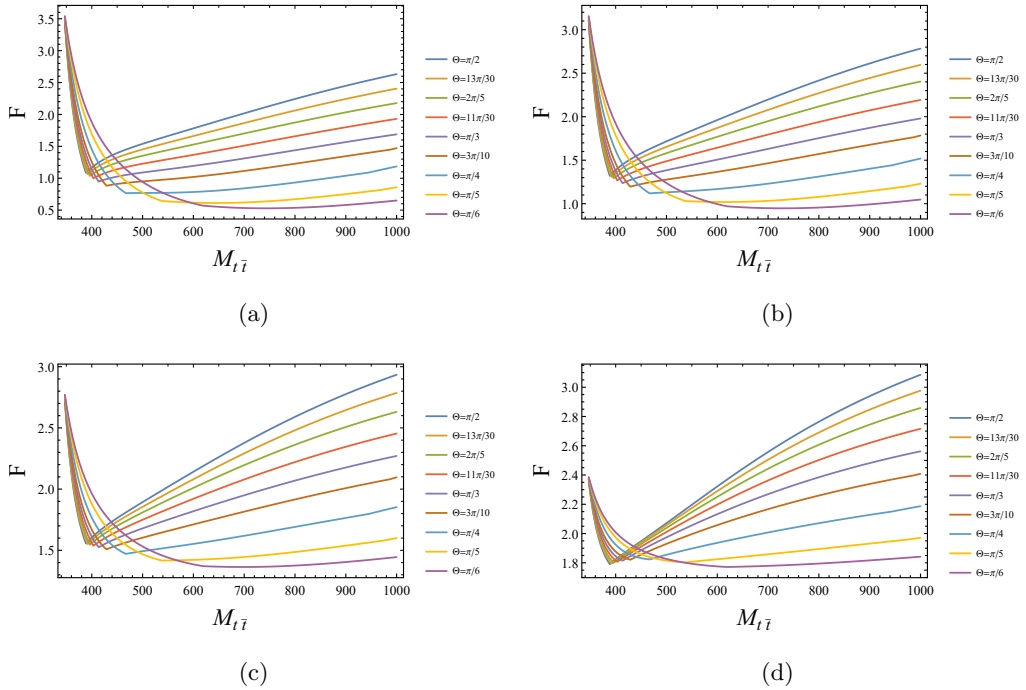 F
3.5
3.0
2.5
2.0
1.5
1.0
0.5
400 500 600 700 800 900 1000
M_{t t̄}
Θ=π/2
Θ=13π/30
Θ=2π/5
Θ=11π/30
Θ=π/3
Θ=3π/10
Θ=π/4
Θ=π/5
Θ=π/6
(a)
F
3.0
2.5
2.0
1.5
1.0
400 500 600 700 800 900 1000
M_{t t̄}
Θ=π/2
Θ=13π/30
Θ=2π/5
Θ=11π/30
Θ=π/3
Θ=3π/10
Θ=π/4
Θ=π/5
Θ=π/6
(b)
F
3.0
2.5
2.0
1.5
400 500 600 700 800 900 1000
M_{t t̄}
Θ=π/2
Θ=13π/30
Θ=2π/5
Θ=11π/30
Θ=π/3
Θ=3π/10
Θ=π/4
Θ=π/5
Θ=π/6
(c)
F
3.0
2.8
2.6
2.4
2.2
2.0
1.8
400 500 600 700 800 900 1000
M_{t t̄}
Θ=π/2
Θ=13π/30
Θ=2π/5
Θ=11π/30
Θ=π/3
Θ=3π/10
Θ=π/4
Θ=π/5
Θ=π/6
(d)